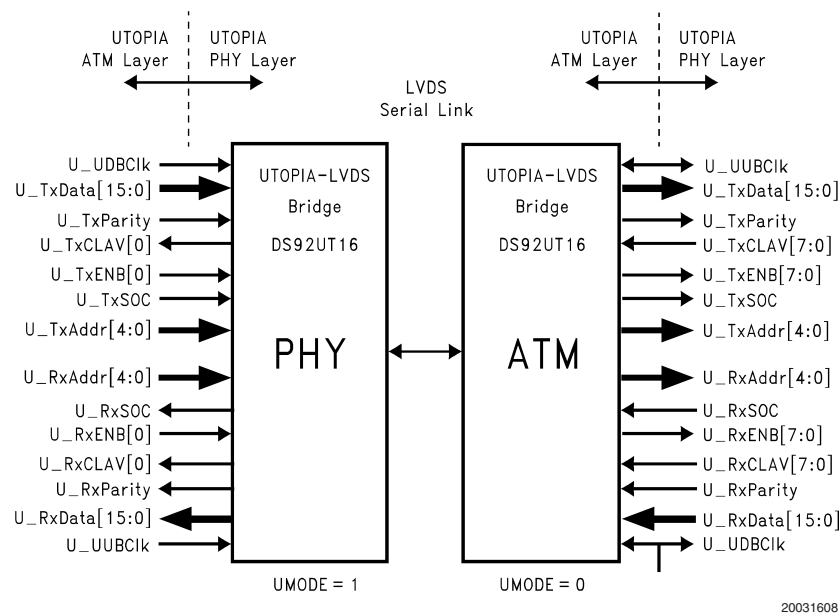 UTOPIA
ATM Layer
UTOPIA
PHY Layer
LVDS
Serial Link
UTOPIA
ATM Layer
UTOPIA
PHY Layer
U_UDBClk
U_TxData[15:0]
U_TxParity
U_TxCLAV[0]
U_TxENB[0]
U_TxSOC
U_TxAddr[4:0]
U_RxAddr[4:0]
U_RxSOC
U_RxENB[0]
U_RxCLAV[0]
U_RxParity
U_RxData[15:0]
U_UUBClk
UTOPIA-LVDS
Bridge
DS92UT16
PHY
UMODE = 1
UTOPIA-LVDS
Bridge
DS92UT16
ATM
UMODE = 0
U_UUBClk
U_TxData[15:0]
U_TxParity
U_TxCLAV[7:0]
U_TxENB[7:0]
U_TxSOC
U_TxAddr[4:0]
U_RxAddr[4:0]
U_RxSOC
U_RxENB[7:0]
U_RxCLAV[7:0]
U_RxParity
U_RxData[15:0]
U_UDBClk
20031608